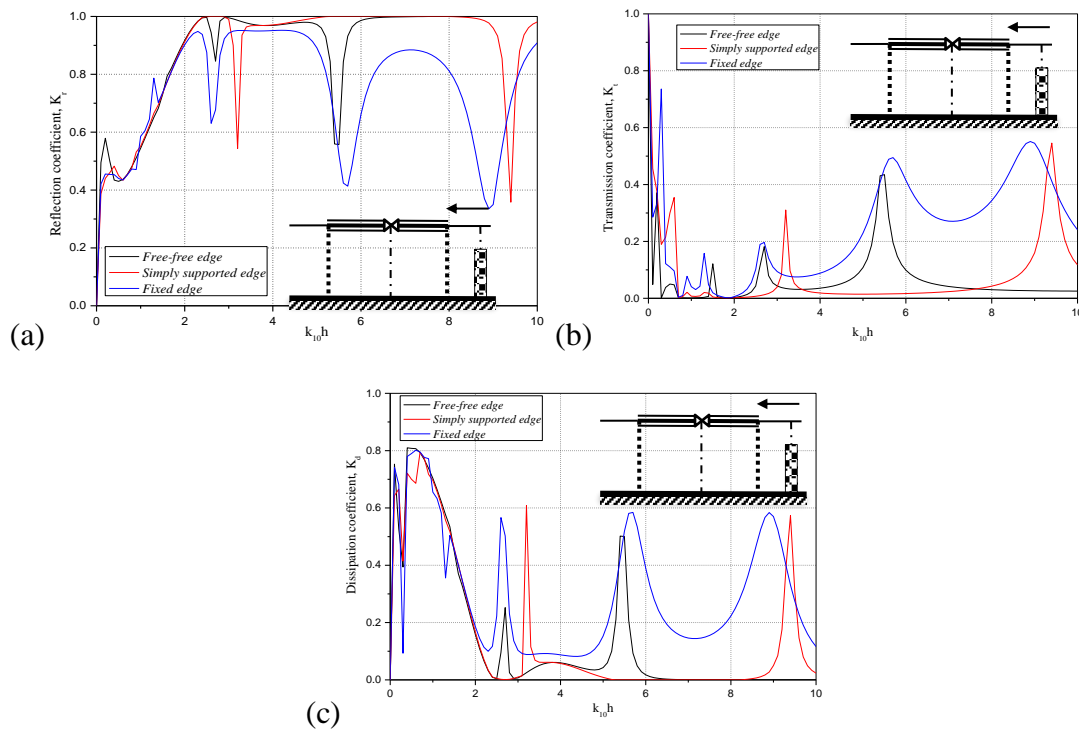 1.0
0.8
0.6
0.4
0.2
0.0
Reflection coefficient, K_r
Free-free edge
Simply supported edge
Fixed edge
0 2 4 6 8 10
k_10h
(a)
1.0
0.8
0.6
0.4
0.2
0.0
Transmission coefficient, K_t
Free-free edge
Simply supported edge
Fixed edge
0 2 4 6 8 10
k_10h
(b)
1.0
0.8
0.6
0.4
0.2
0.0
Dissipation coefficient, K_d
Free-free edge
Simply supported edge
Fixed edge
0 2 4 6 8 10
k_10h
(c)